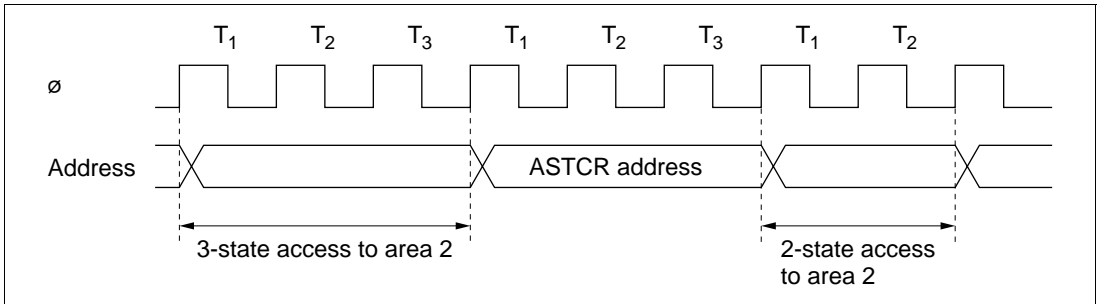 T1 T2 T3 T1 T2 T3 T1 T2
ø
Address
ASTCR address
3-state access to area 2
2-state access
to area 2